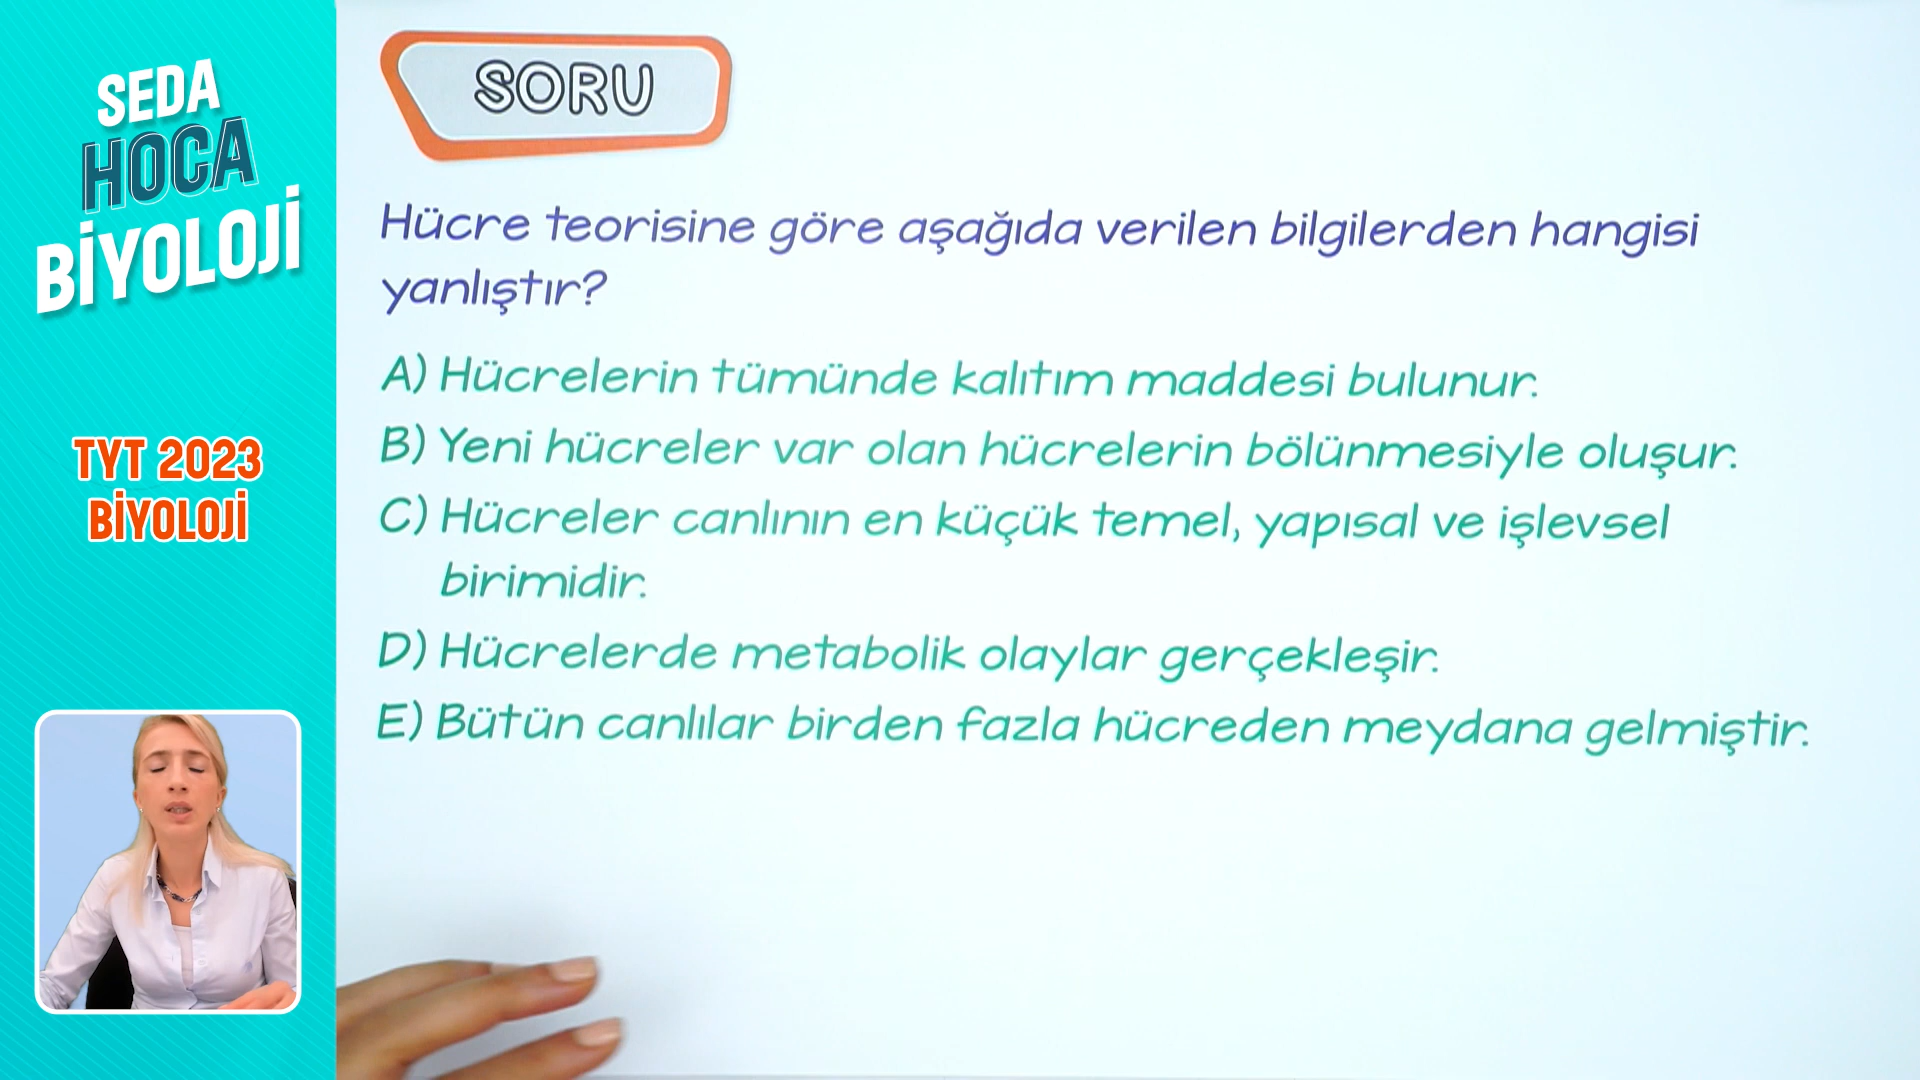 SEDA
HOCA
BİYOLOJİ
TYT 2023
BİYOLOJİ
SORU
Hücre teorisine göre aşağıda verilen bilgilerden hangisi
yanlıştır?
A) Hücrelerin tümünde kalıtım maddesi bulunur.
B) Yeni hücreler var olan hücrelerin bölünmesiyle oluşur.
C) Hücreler canlının en küçük temel, yapısal ve işlevsel
birimidir.
D) Hücrelerde metabolik olaylar gerçekleşir.
E) Bütün canlılar birden fazla hücreden meydana gelmiştir.